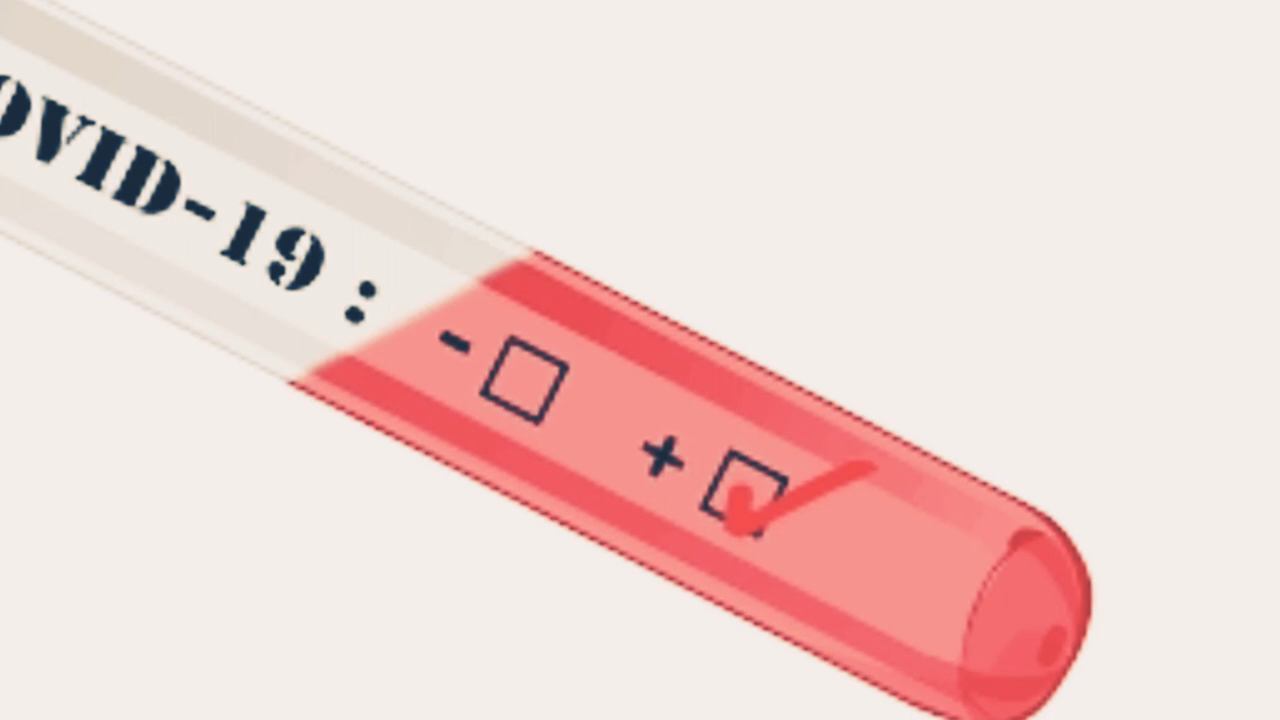 OVID-19 : - □ + ☑